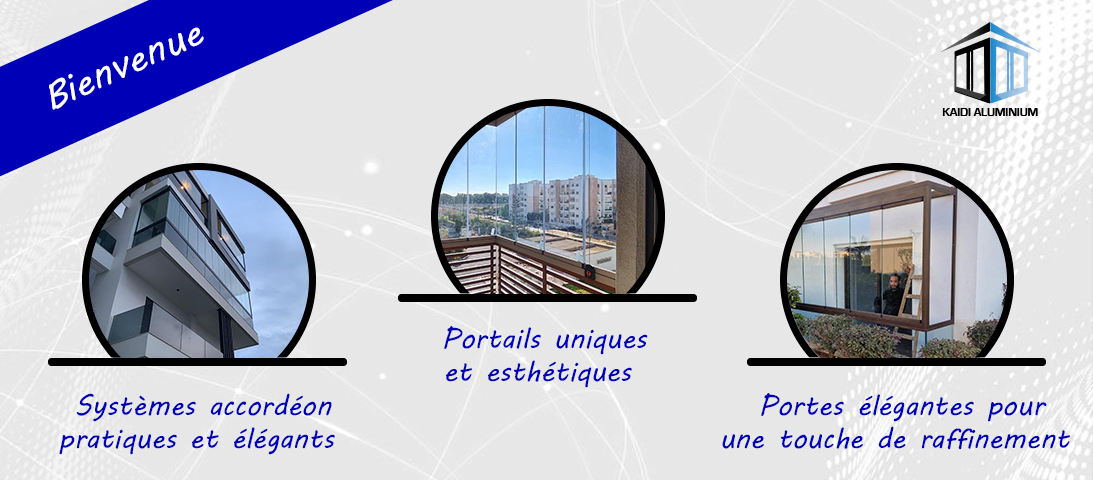 Bienvenue
KAIDI ALUMINIUM
Portails uniques
et esthétiques
Systèmes accordéon
pratiques et élégants
Portes élégantes pour
une touche de raffinement